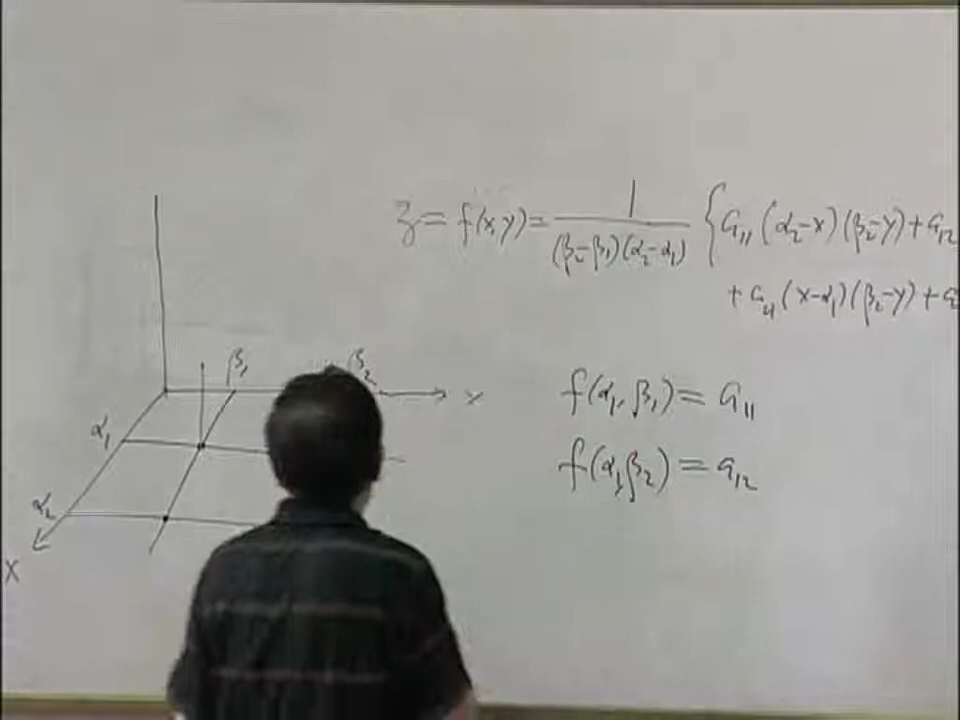 z = f(x, y) = 1 / (β₂-β₁)(α₂-α₁) { a₁₁ (α₂-x)(β₂-y) + a₁₂
+ a₂₁ (x-α₁)(β₂-y) + a
f(α₁, β₁) = a₁₁
f(α₁, β₂) = a₁₂
β₁ β₂
α₁
α₂
X